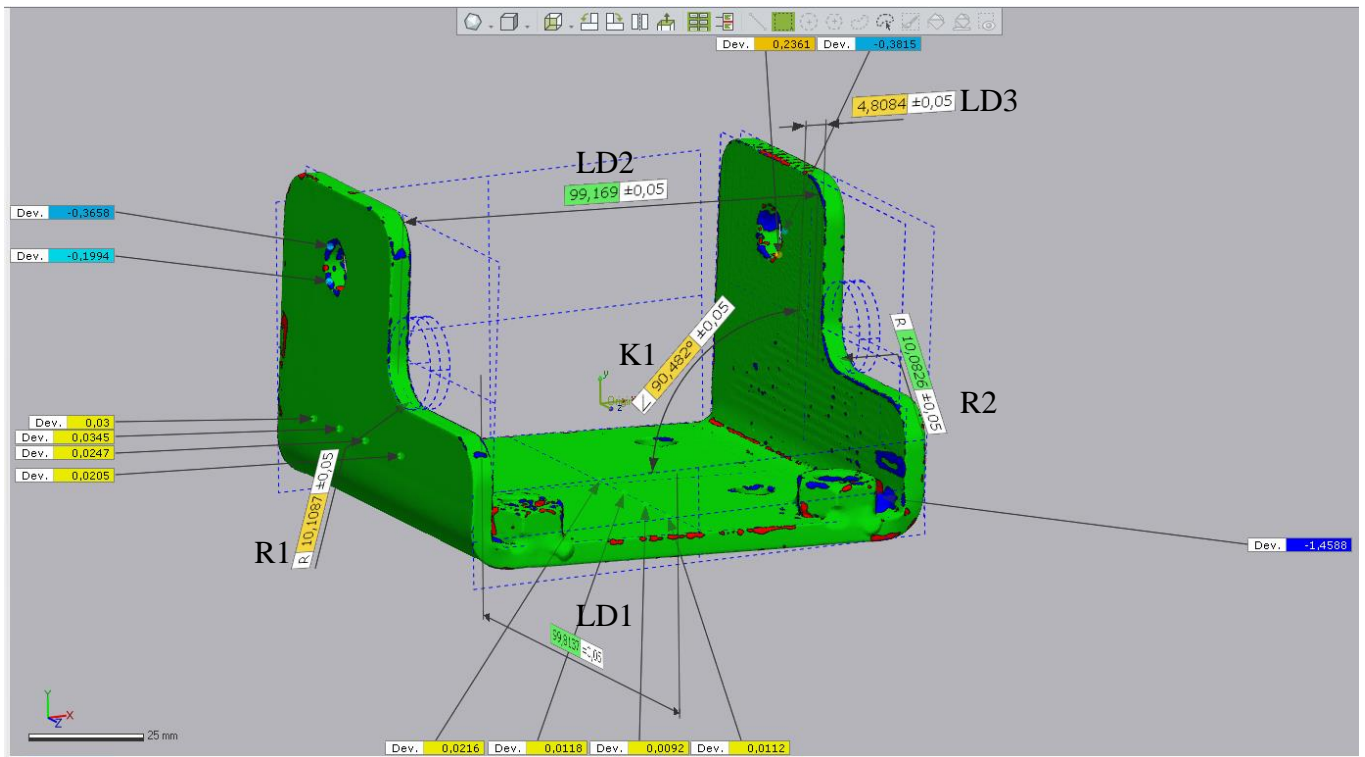 Dev. 0,2361 Dev. -0,3815
4,8084 ±0,05 LD3
LD2
99,169 ±0,05
Dev. -0,3658
Dev. -0,1994
K1
90,482° ±0,05
R 10,0826 ±0,05
R2
y
z
Dev. 0,03
Dev. 0,0345
Dev. 0,0247
Dev. 0,0205
R 10,1087 ±0,05
R1
Dev. -1,4588
LD1
±0,05
Y
X
Z
25 mm
Dev. 0,0216 Dev. 0,0118 Dev. 0,0092 Dev. 0,0112